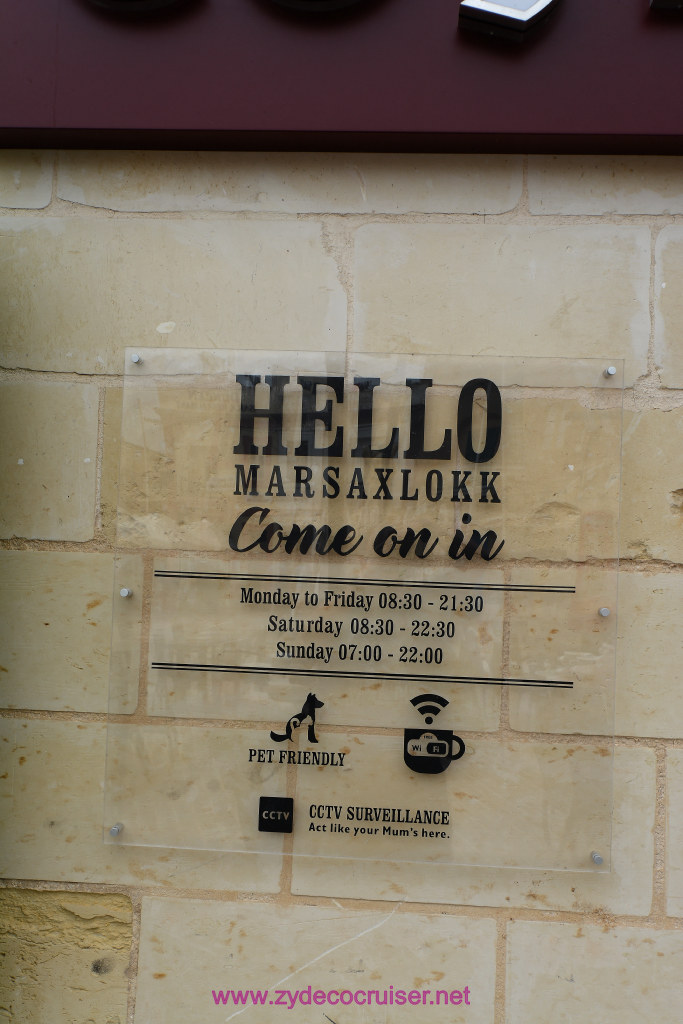 HELLO
MARSAXLOKK
Come on in
Monday to Friday 08:30 - 21:30
Saturday 08:30 - 22:30
Sunday 07:00 - 22:00
PET FRIENDLY
FREE
Wi Fi
CCTV
CCTV SURVEILLANCE
Act like your Mum's here.
www.zydecocruiser.net